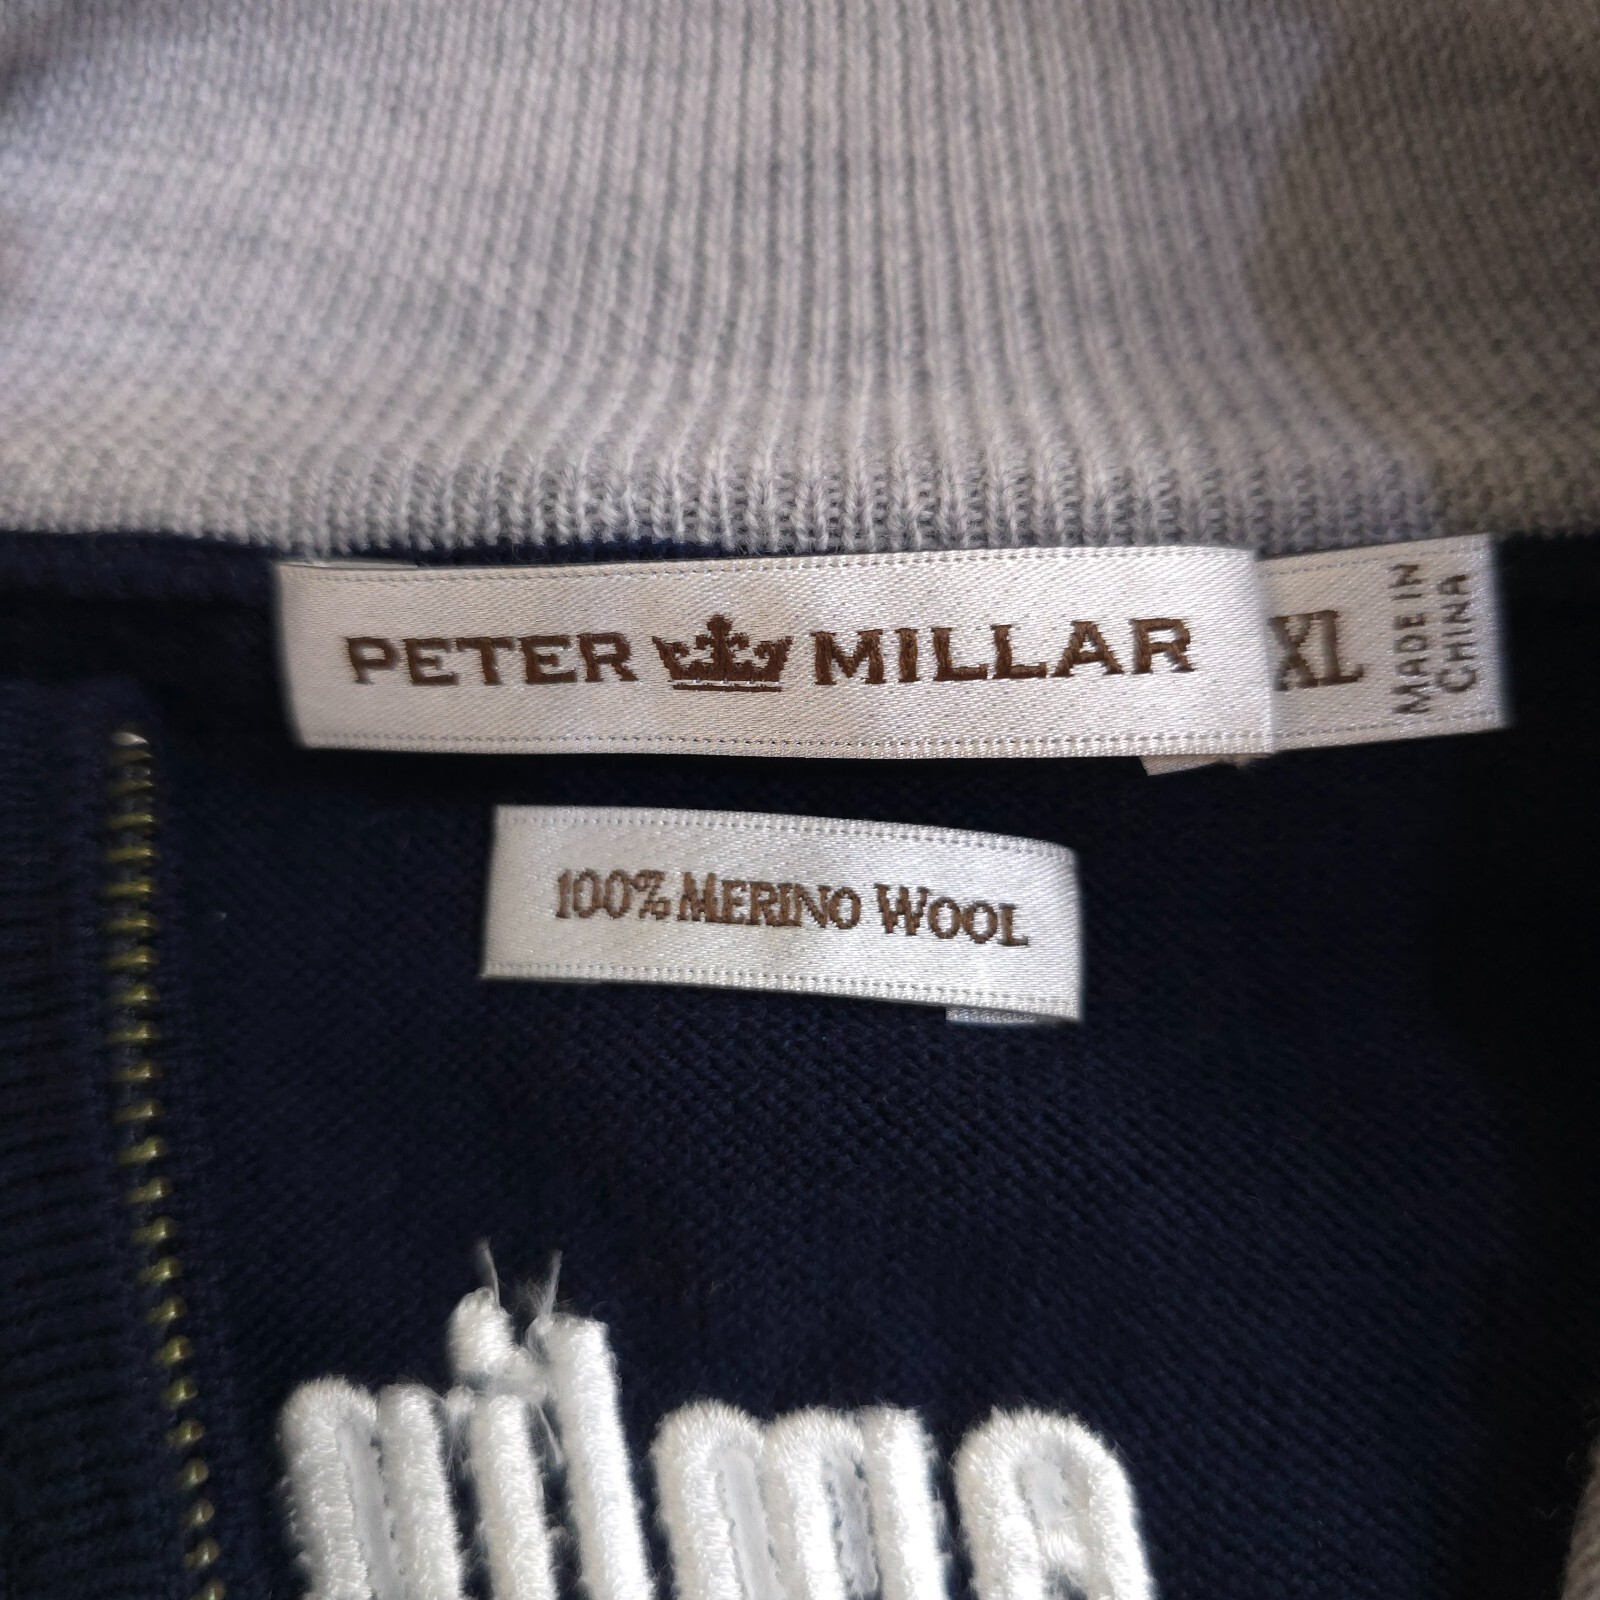 PETER MILLAR
XL
MADE IN
CHINA
100% MERINO WOOL